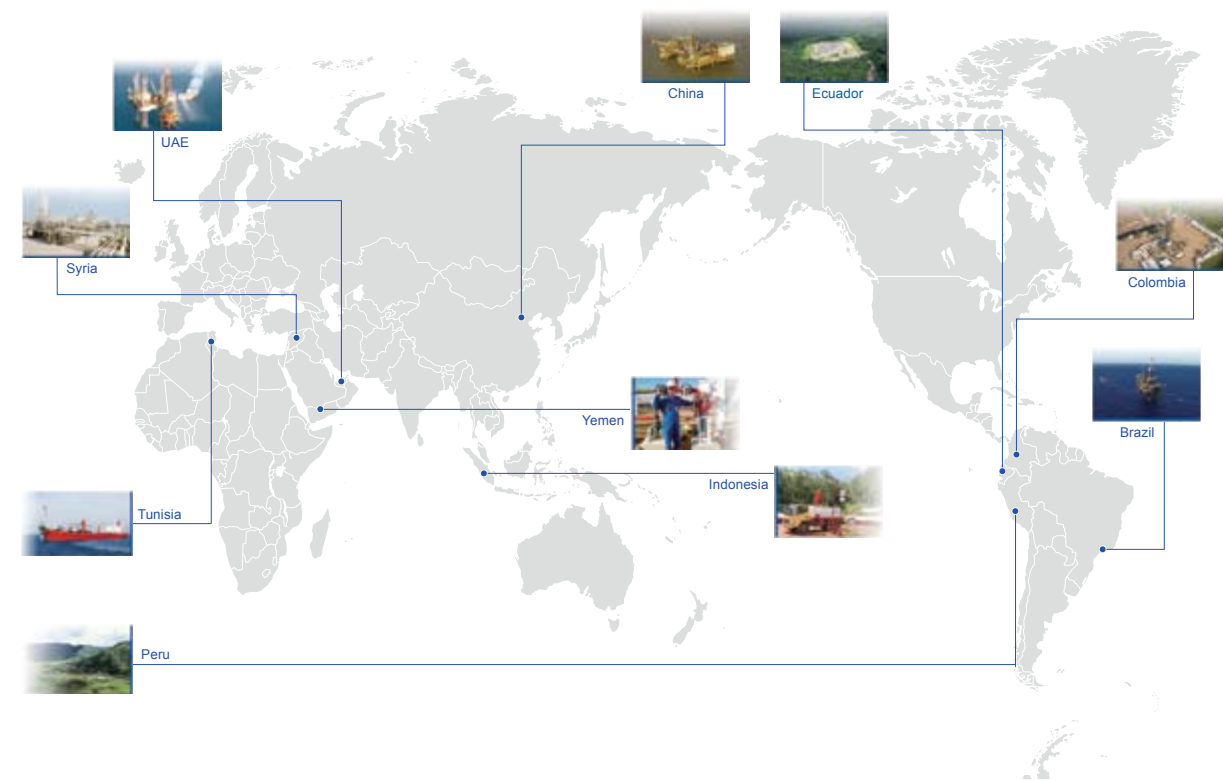 China
Ecuador
UAE
Syria
Colombia
Yemen
Brazil
Indonesia
Tunisia
Peru